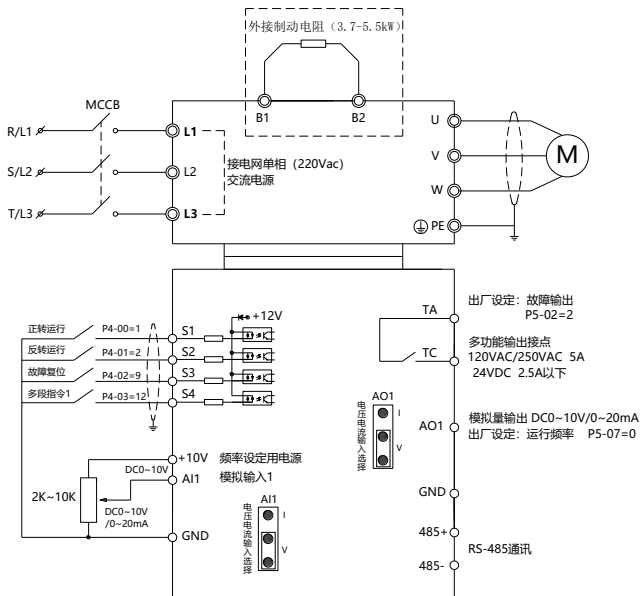 外接制动电阻 (3.7-5.5kW)
B1
B2
MCCB
R/L1
L1
S/L2
L2
T/L3
L3
接电网单相 (220Vac)
交流电源
U
V
W
PE
M
+12V
正转运行
P4-00=1
S1
反转运行
P4-01=2
S2
故障复位
P4-02=9
S3
多段指令1
P4-03=12
S4
TA
出厂设定：故障输出
P5-02=2
TC
多功能输出接点
120VAC/250VAC 5A
24VDC 2.5A以下
AO1
I
V
电压电流输入选择
AO1
模拟量输出 DC0~10V/0~20mA
出厂设定：运行频率 P5-07=0
+10V
频率设定用电源
DC0~10V
AI1
模拟输入1
2K~10K
DC0~10V
/0~20mA
GND
AI1
I
V
电压电流输入选择
GND
485+
RS-485通讯
485-